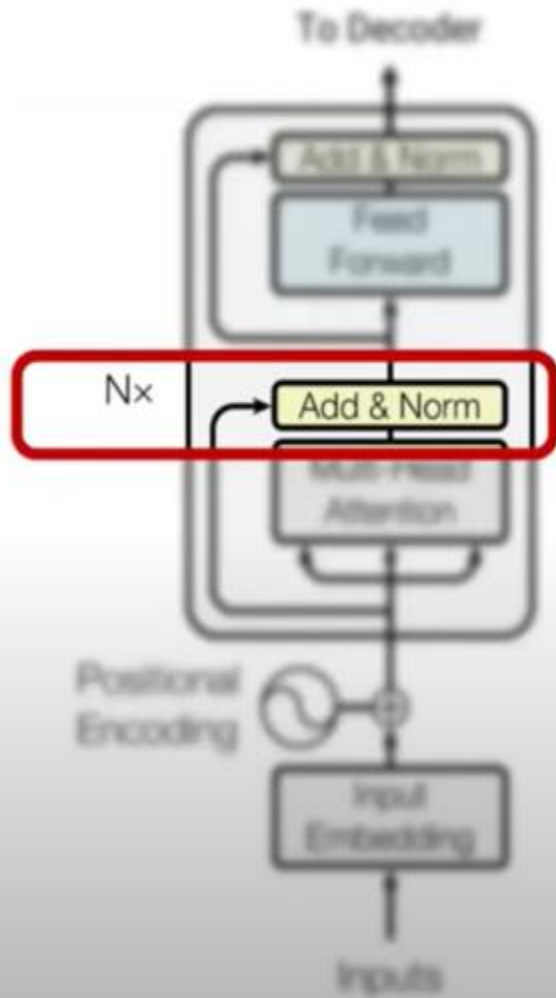 To Decoder
Add & Norm
Feed
Forward
Nx
Add & Norm
Multi-Head
Attention
Positional
Encoding
Input
Embedding
Inputs